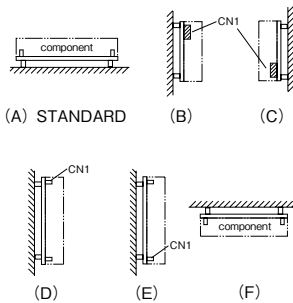 component
CN1
(A) STANDARD
(B)
(C)
CN1
CN1
component
(D)
(E)
(F)